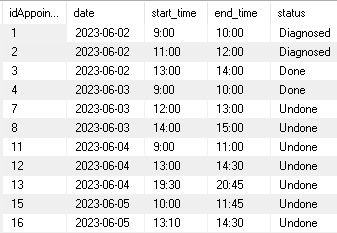 idAppoin... date start_time end_time status
1 2023-06-02 9:00 10:00 Diagnosed
2 2023-06-02 11:00 12:00 Diagnosed
3 2023-06-02 13:00 14:00 Done
4 2023-06-03 9:00 10:00 Done
7 2023-06-03 12:00 13:00 Undone
8 2023-06-03 14:00 15:00 Undone
11 2023-06-04 9:00 11:00 Undone
12 2023-06-04 13:00 14:30 Undone
13 2023-06-04 19:30 20:45 Undone
15 2023-06-05 10:00 11:45 Undone
16 2023-06-05 13:10 14:30 Undone